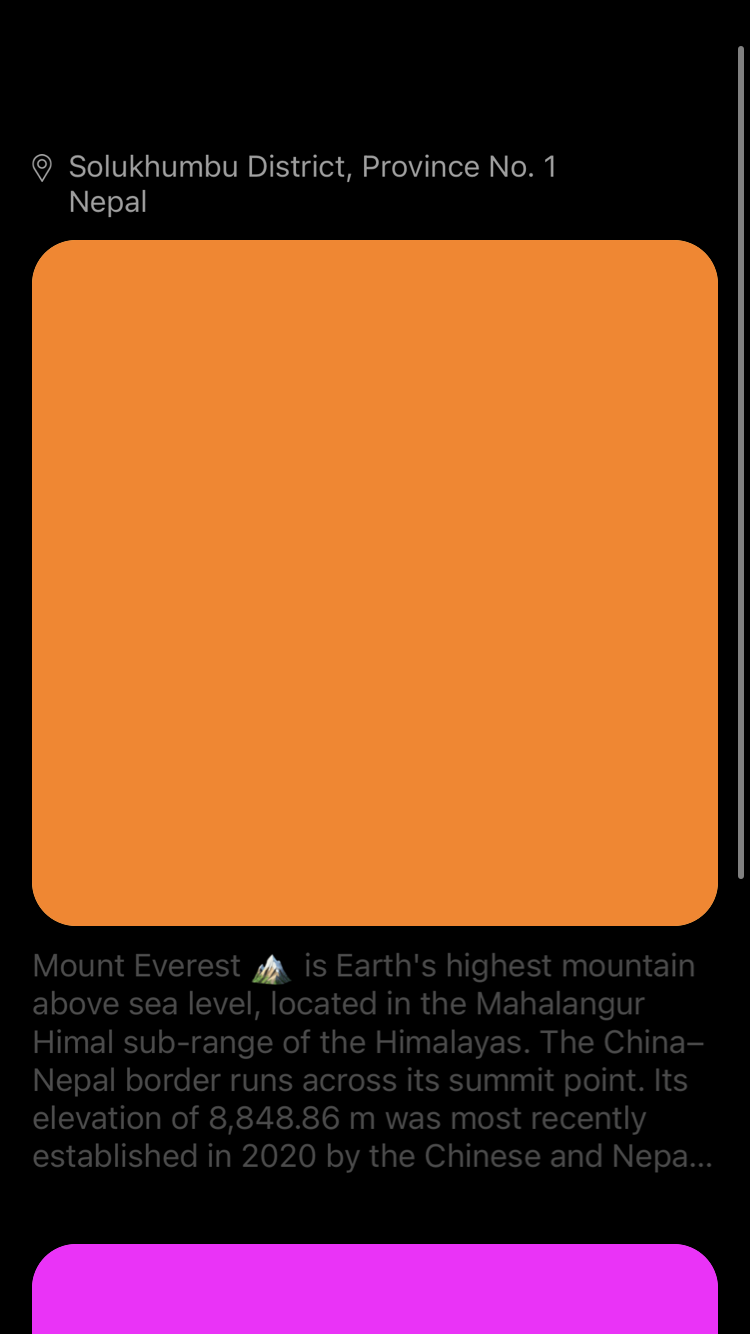 Solukhumbu District, Province No. 1
Nepal
Mount Everest 🏔️ is Earth's highest mountain
above sea level, located in the Mahalangur
Himal sub-range of the Himalayas. The China–
Nepal border runs across its summit point. Its
elevation of 8,848.86 m was most recently
established in 2020 by the Chinese and Nepa...